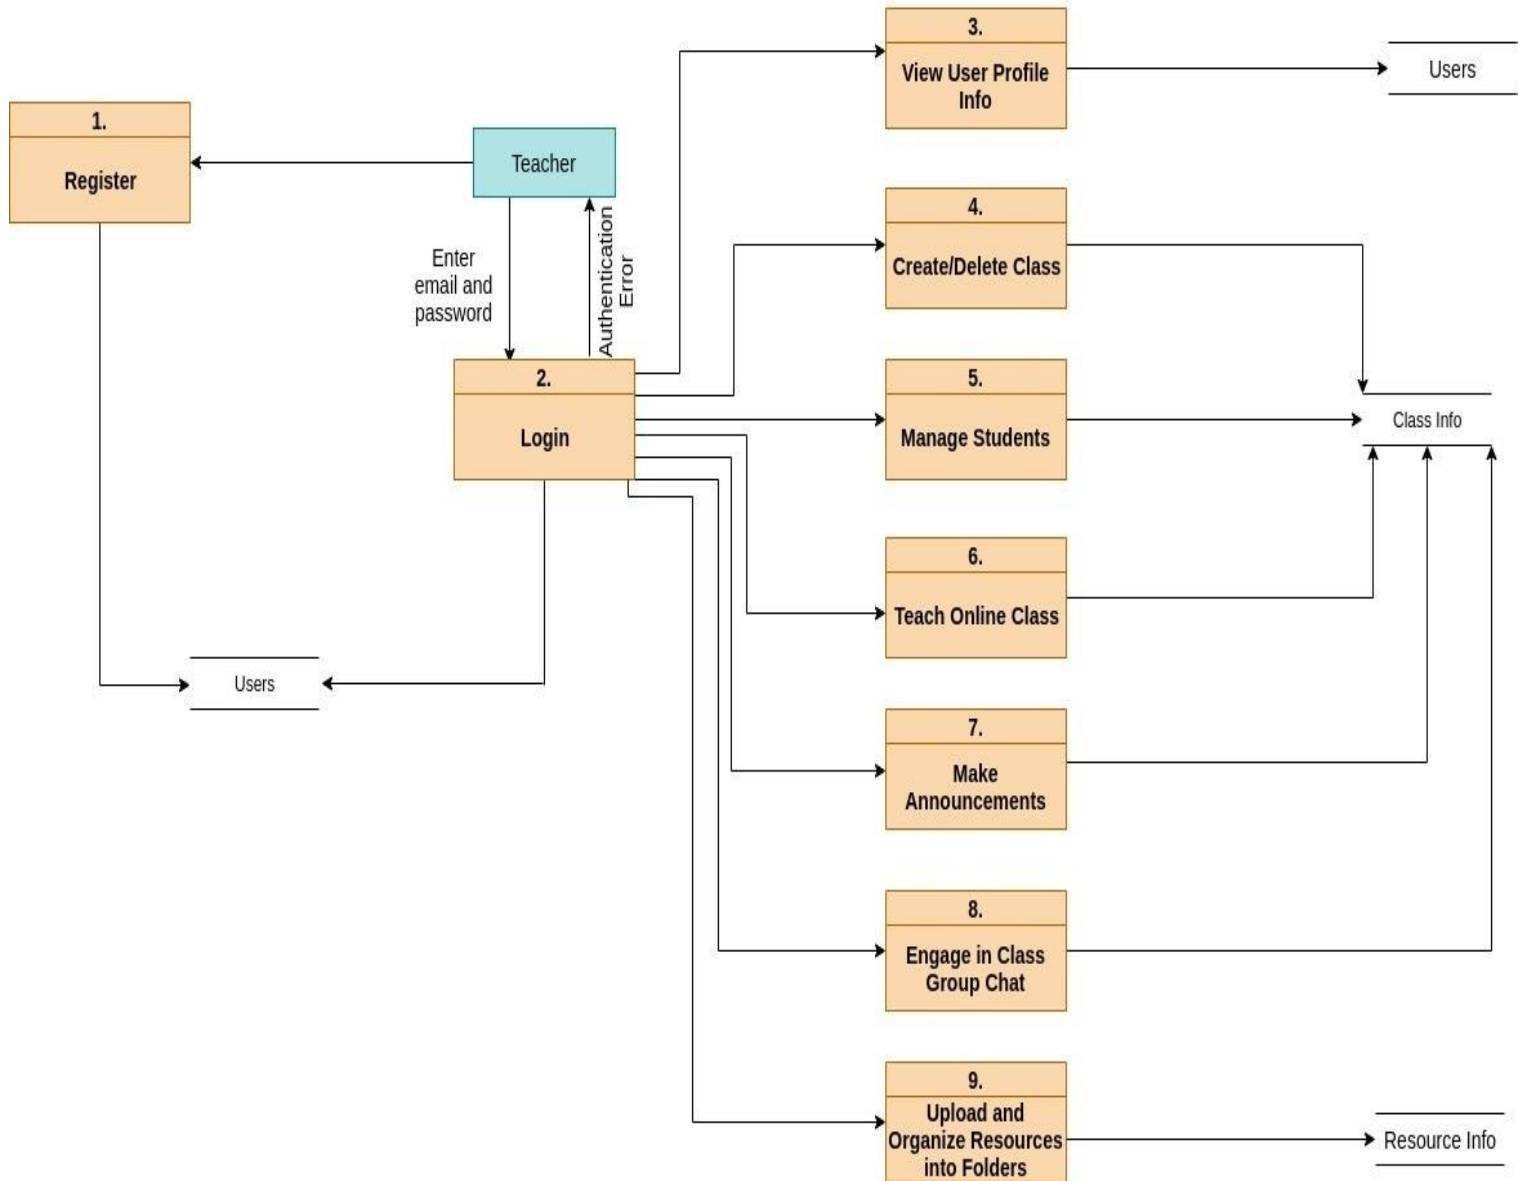 3.
View User Profile
Info
Users
1.
Register
Teacher
Enter
email and
password
Authentication
Error
4.
Create/Delete Class
2.
Login
5.
Manage Students
Class Info
6.
Teach Online Class
Users
7.
Make
Announcements
8.
Engage in Class
Group Chat
9.
Upload and
Organize Resources
into Folders
Resource Info